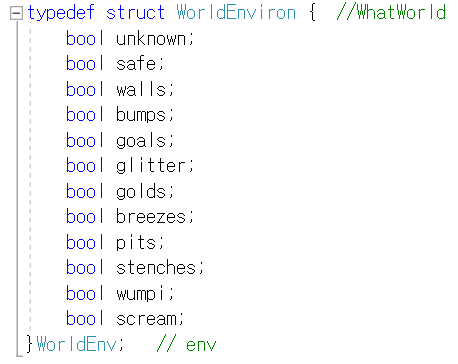 typedef struct WorldEnviron {  //WhatWorld
    bool unknown;
    bool safe;
    bool walls;
    bool bumps;
    bool goals;
    bool glitter;
    bool golds;
    bool breezes;
    bool pits;
    bool stenches;
    bool wumpi;
    bool scream;
}WorldEnv;   // env